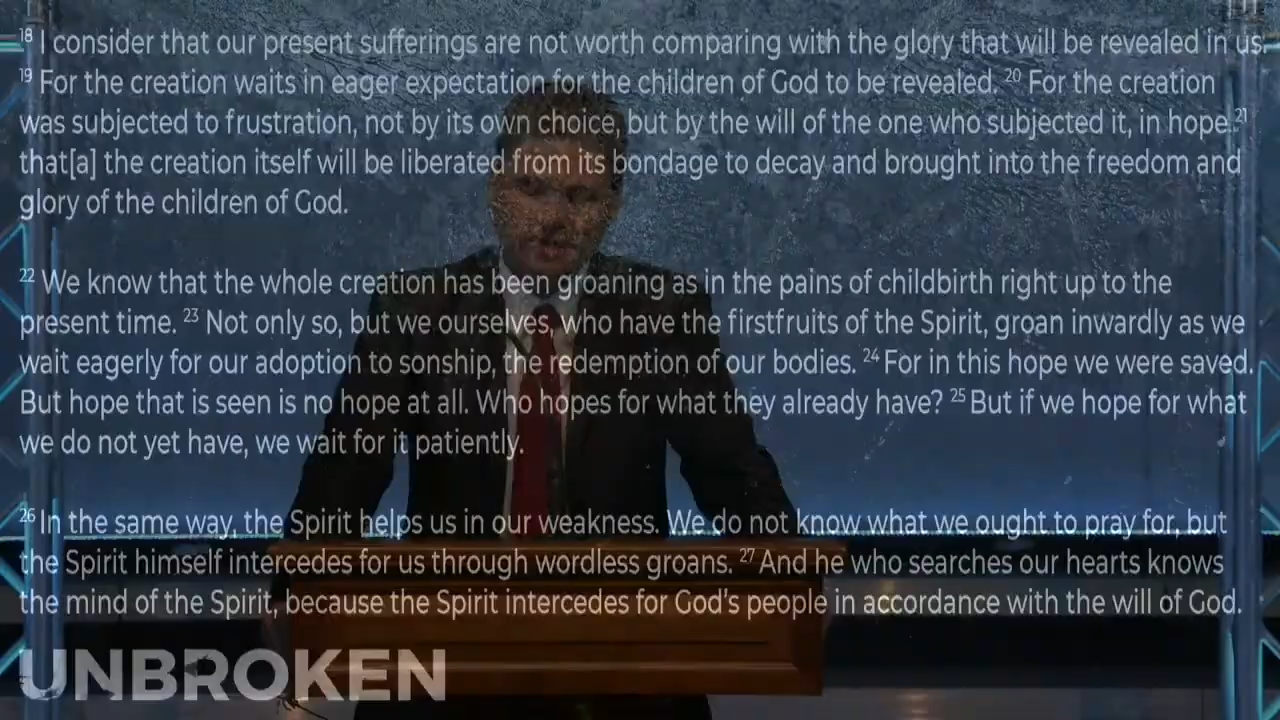 18 I consider that our present sufferings are not worth comparing with the glory that will be revealed in us.
19 For the creation waits in eager expectation for the children of God to be revealed. 20 For the creation
was subjected to frustration, not by its own choice, but by the will of the one who subjected it, in hope 21
that[a] the creation itself will be liberated from its bondage to decay and brought into the freedom and
glory of the children of God.
22 We know that the whole creation has been groaning as in the pains of childbirth right up to the
present time. 23 Not only so, but we ourselves, who have the firstfruits of the Spirit, groan inwardly as we
wait eagerly for our adoption to sonship, the redemption of our bodies. 24 For in this hope we were saved.
But hope that is seen is no hope at all. Who hopes for what they already have? 25 But if we hope for what
we do not yet have, we wait for it patiently.
26 In the same way, the Spirit helps us in our weakness. We do not know what we ought to pray for, but
the Spirit himself intercedes for us through wordless groans. 27 And he who searches our hearts knows
the mind of the Spirit, because the Spirit intercedes for God's people in accordance with the will of God.
UNBROKEN